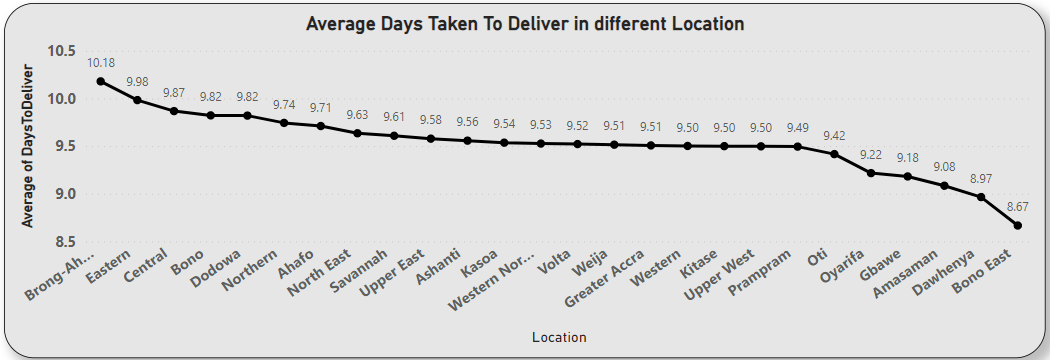 Average Days Taken To Deliver in different Location
Average of DaysToDeliver
10.5
10.0
9.5
9.0
8.5
10.18
9.98
9.87
9.82
9.82
9.74
9.71
9.63
9.61
9.58
9.56
9.54
9.53
9.52
9.51
9.51
9.50
9.50
9.50
9.49
9.42
9.22
9.18
9.08
8.97
8.67
Brong-Ah...
Eastern
Central
Bono
Dodowa
Northern
Ahafo
North East
Savannah
Upper East
Ashanti
Kasoa
Western Nor...
Volta
Weija
Greater Accra
Western
Kitase
Upper West
Prampram
Oti
Oyarifa
Gbawe
Amasaman
Dawhenya
Bono East
Location